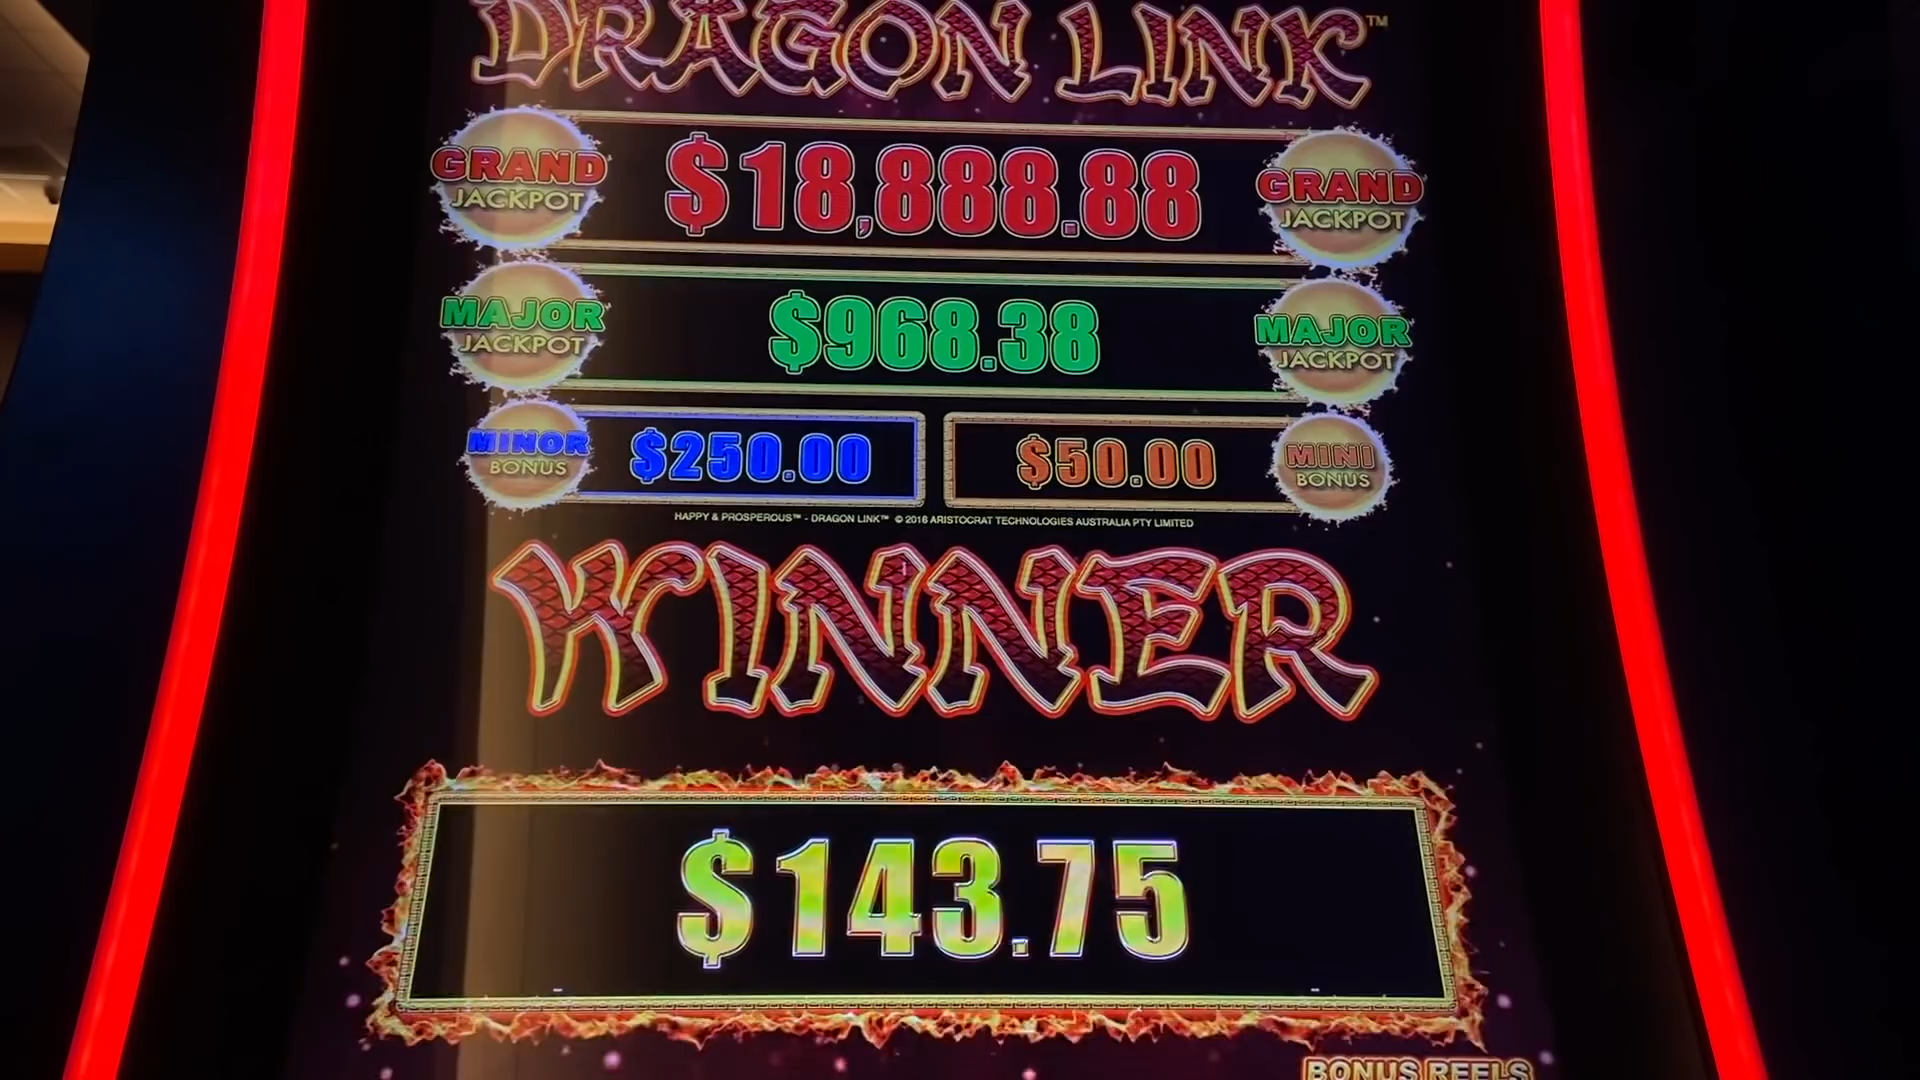 DRAGON LINK™
GRAND JACKPOT $18,888.88 GRAND JACKPOT
MAJOR JACKPOT $968.38 MAJOR JACKPOT
MINOR BONUS $250.00 $50.00 MINI BONUS
HAPPY & PROSPEROUS™ - DRAGON LINK™ © 2016 ARISTOCRAT TECHNOLOGIES AUSTRALIA PTY LIMITED
WINNER
$143.75
BONUS REELS